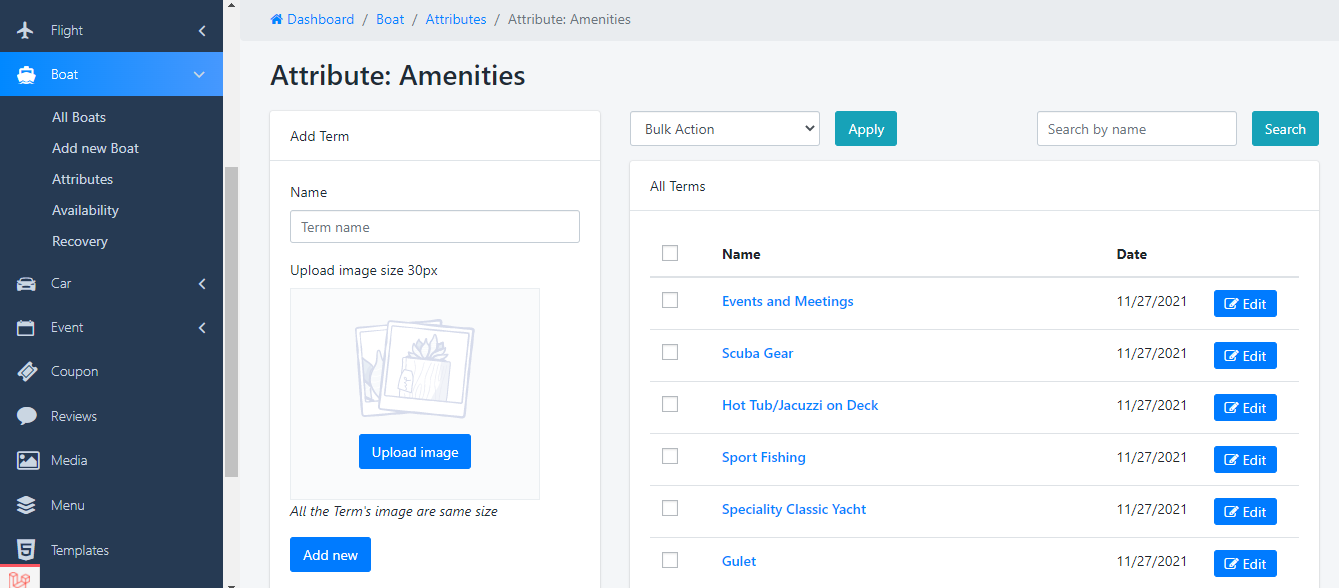 Flight
Boat
All Boats
Add new Boat
Attributes
Availability
Recovery
Car
Event
Coupon
Reviews
Media
Menu
Templates
Dashboard / Boat / Attributes / Attribute: Amenities
Attribute: Amenities
Add Term
Name
Term name
Upload image size 30px
Upload image
All the Term's image are same size
Add new
Bulk Action Apply Search by name Search
All Terms
Name Date
Events and Meetings 11/27/2021 Edit
Scuba Gear 11/27/2021 Edit
Hot Tub/Jacuzzi on Deck 11/27/2021 Edit
Sport Fishing 11/27/2021 Edit
Speciality Classic Yacht 11/27/2021 Edit
Gulet 11/27/2021 Edit